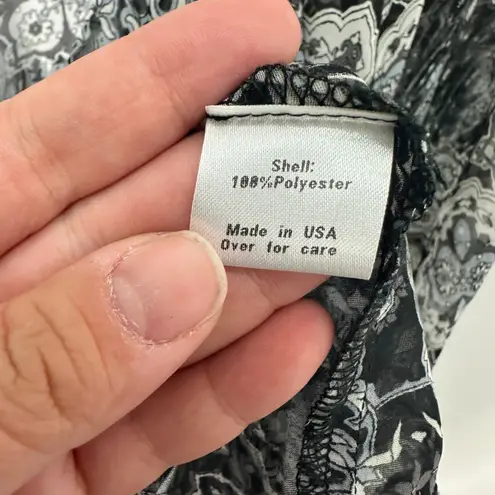 Shell:
100%Polyester
Made in USA
Over for care